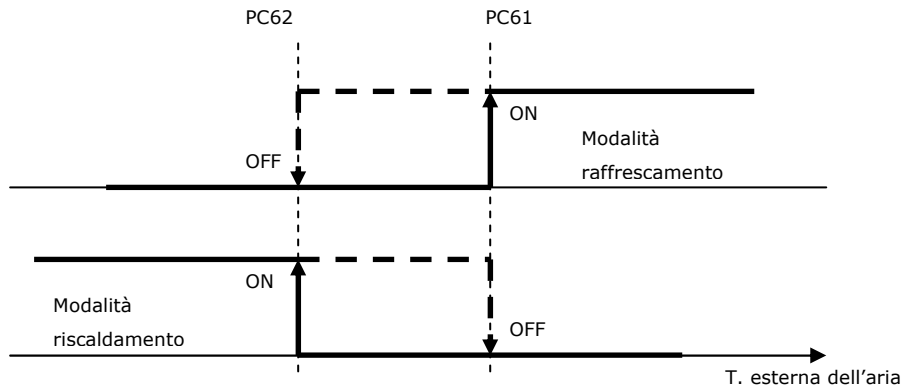 PC62
PC61
ON
Modalità
raffrescamento
OFF
ON
Modalità
riscaldamento
OFF
T. esterna dell'aria